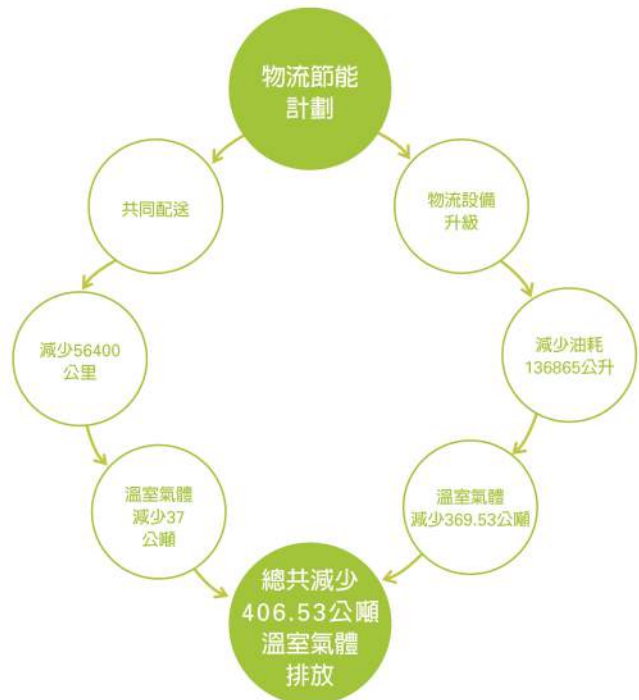 物流節能
計劃
共同配送
物流設備
升級
減少56400
公里
減少油耗
136865公升
溫室氣體
減少37
公噸
溫室氣體
減少369.53公噸
總共減少
406.53公噸
溫室氣體
排放